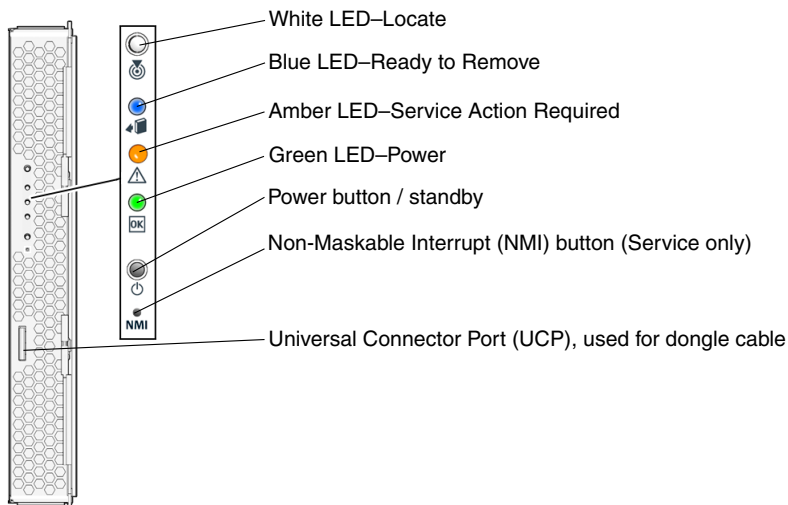 White LED–Locate
Blue LED–Ready to Remove
Amber LED–Service Action Required
Green LED–Power
OK
Power button / standby
Non-Maskable Interrupt (NMI) button (Service only)
NMI
Universal Connector Port (UCP), used for dongle cable